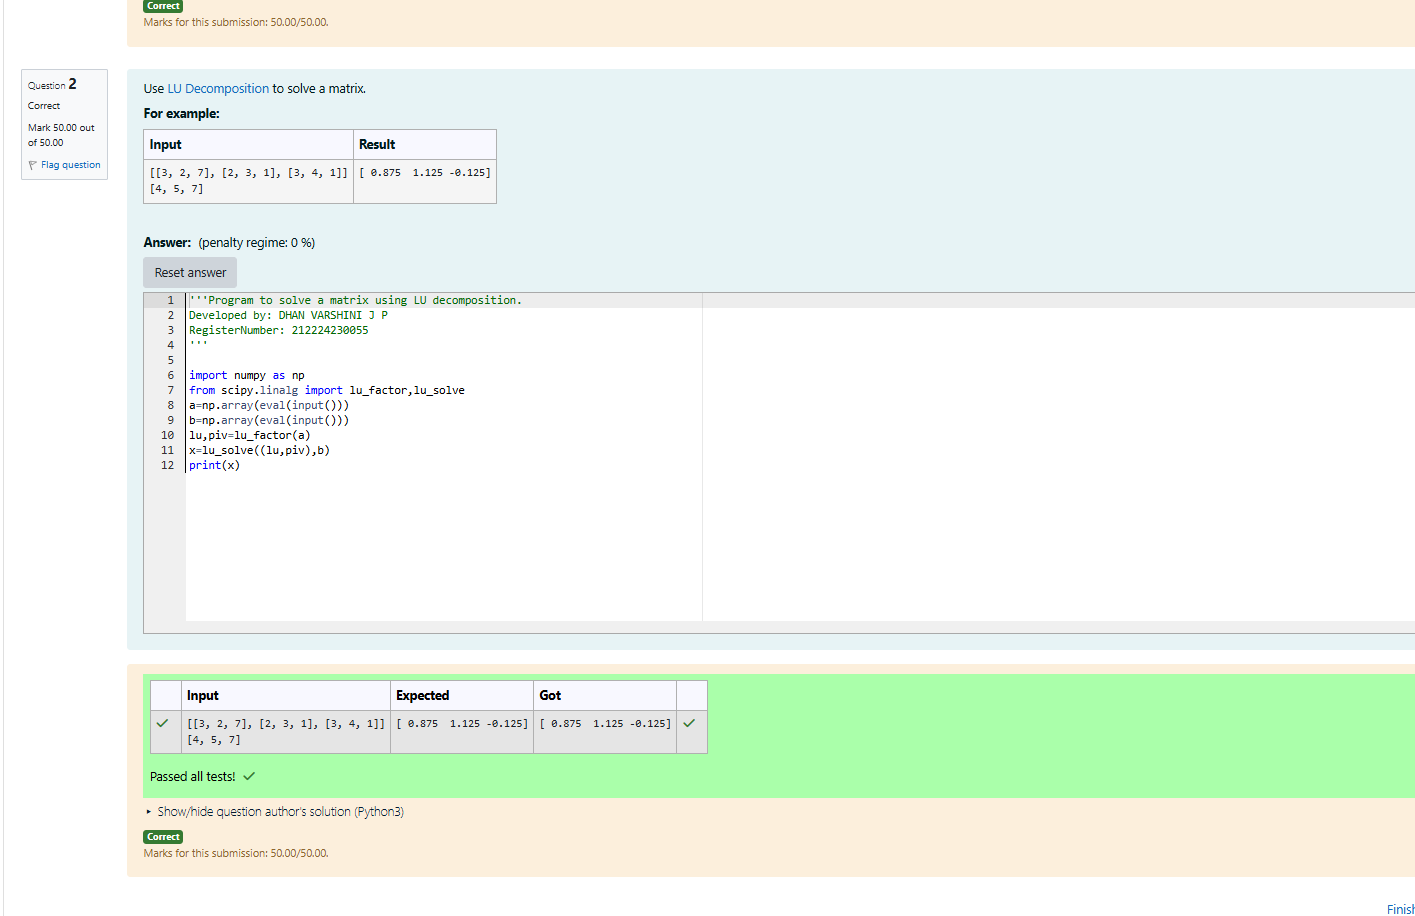 Correct
Marks for this submission: 50.00/50.00.
Question 2
Correct
Mark 50.00 out
of 50.00
Flag question
Use LU Decomposition to solve a matrix.
For example:
Input Result
[[3, 2, 7], [2, 3, 1], [3, 4, 1]] [ 0.875  1.125 -0.125]
[4, 5, 7]
Answer: (penalty regime: 0 %)
Reset answer
1 '''Program to solve a matrix using LU decomposition.
2 Developed by: DHAN VARSHINI J P
3 RegisterNumber: 212224230055
4 '''
5
6 import numpy as np
7 from scipy.linalg import lu_factor,lu_solve
8 a=np.array(eval(input()))
9 b=np.array(eval(input()))
10 lu,piv=lu_factor(a)
11 x=lu_solve((lu,piv),b)
12 print(x)
Input Expected Got
[[3, 2, 7], [2, 3, 1], [3, 4, 1]] [ 0.875  1.125 -0.125] [ 0.875  1.125 -0.125]
[4, 5, 7]
Passed all tests!
Show/hide question author's solution (Python3)
Correct
Marks for this submission: 50.00/50.00.
Finish